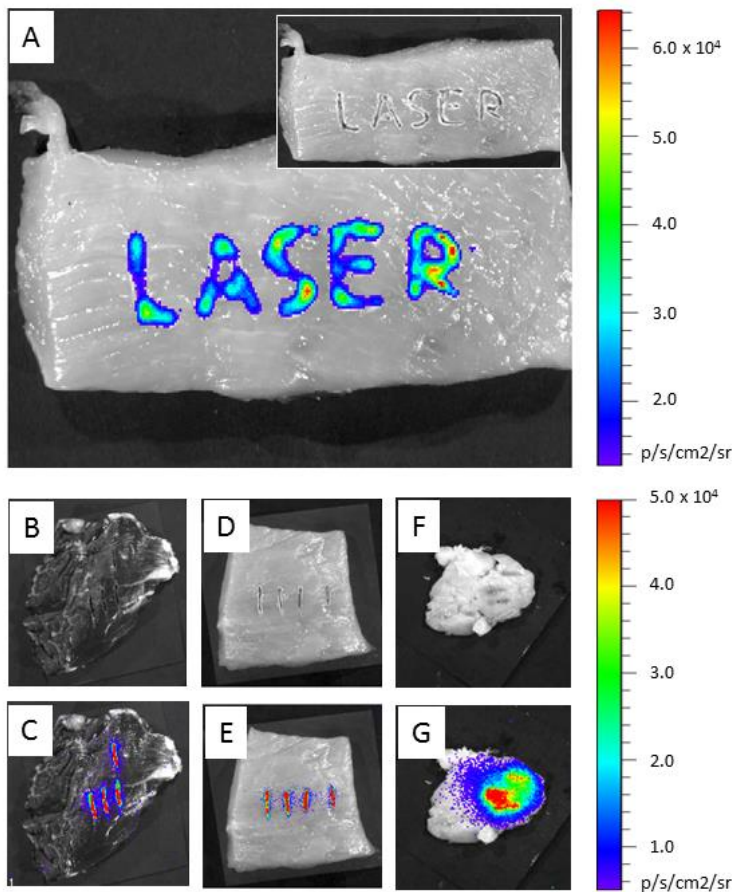 A
LASER
LASER
6.0 x 10⁴
5.0
4.0
3.0
2.0
p/s/cm2/sr
B
D
F
5.0 x 10⁴
4.0
3.0
2.0
1.0
p/s/cm2/sr
C
E
G